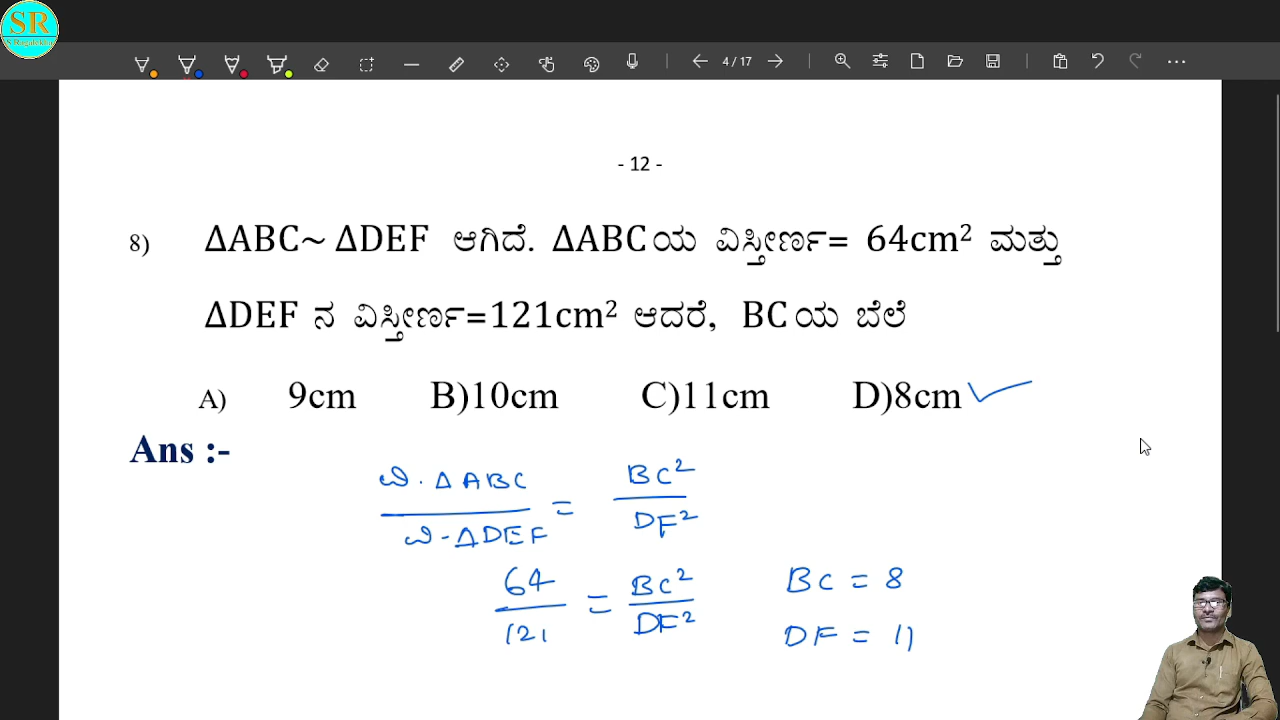 SR
4 / 17
- 12 -
8) ΔABC~ ΔDEF ಆಗಿದೆ. ΔABC ಯ ವಿಸ್ತೀರ್ಣ= 64cm² ಮತ್ತು
ΔDEF ನ ವಿಸ್ತೀರ್ಣ=121cm² ಆದರೆ, BC ಯ ಬೆಲೆ
A) 9cm B)10cm C)11cm D)8cm
Ans :-
ವಿ. Δ ABC / ವಿ - ΔDEF = BC² / DF²
64 / 121 = BC² / DF² BC = 8
DF = 11